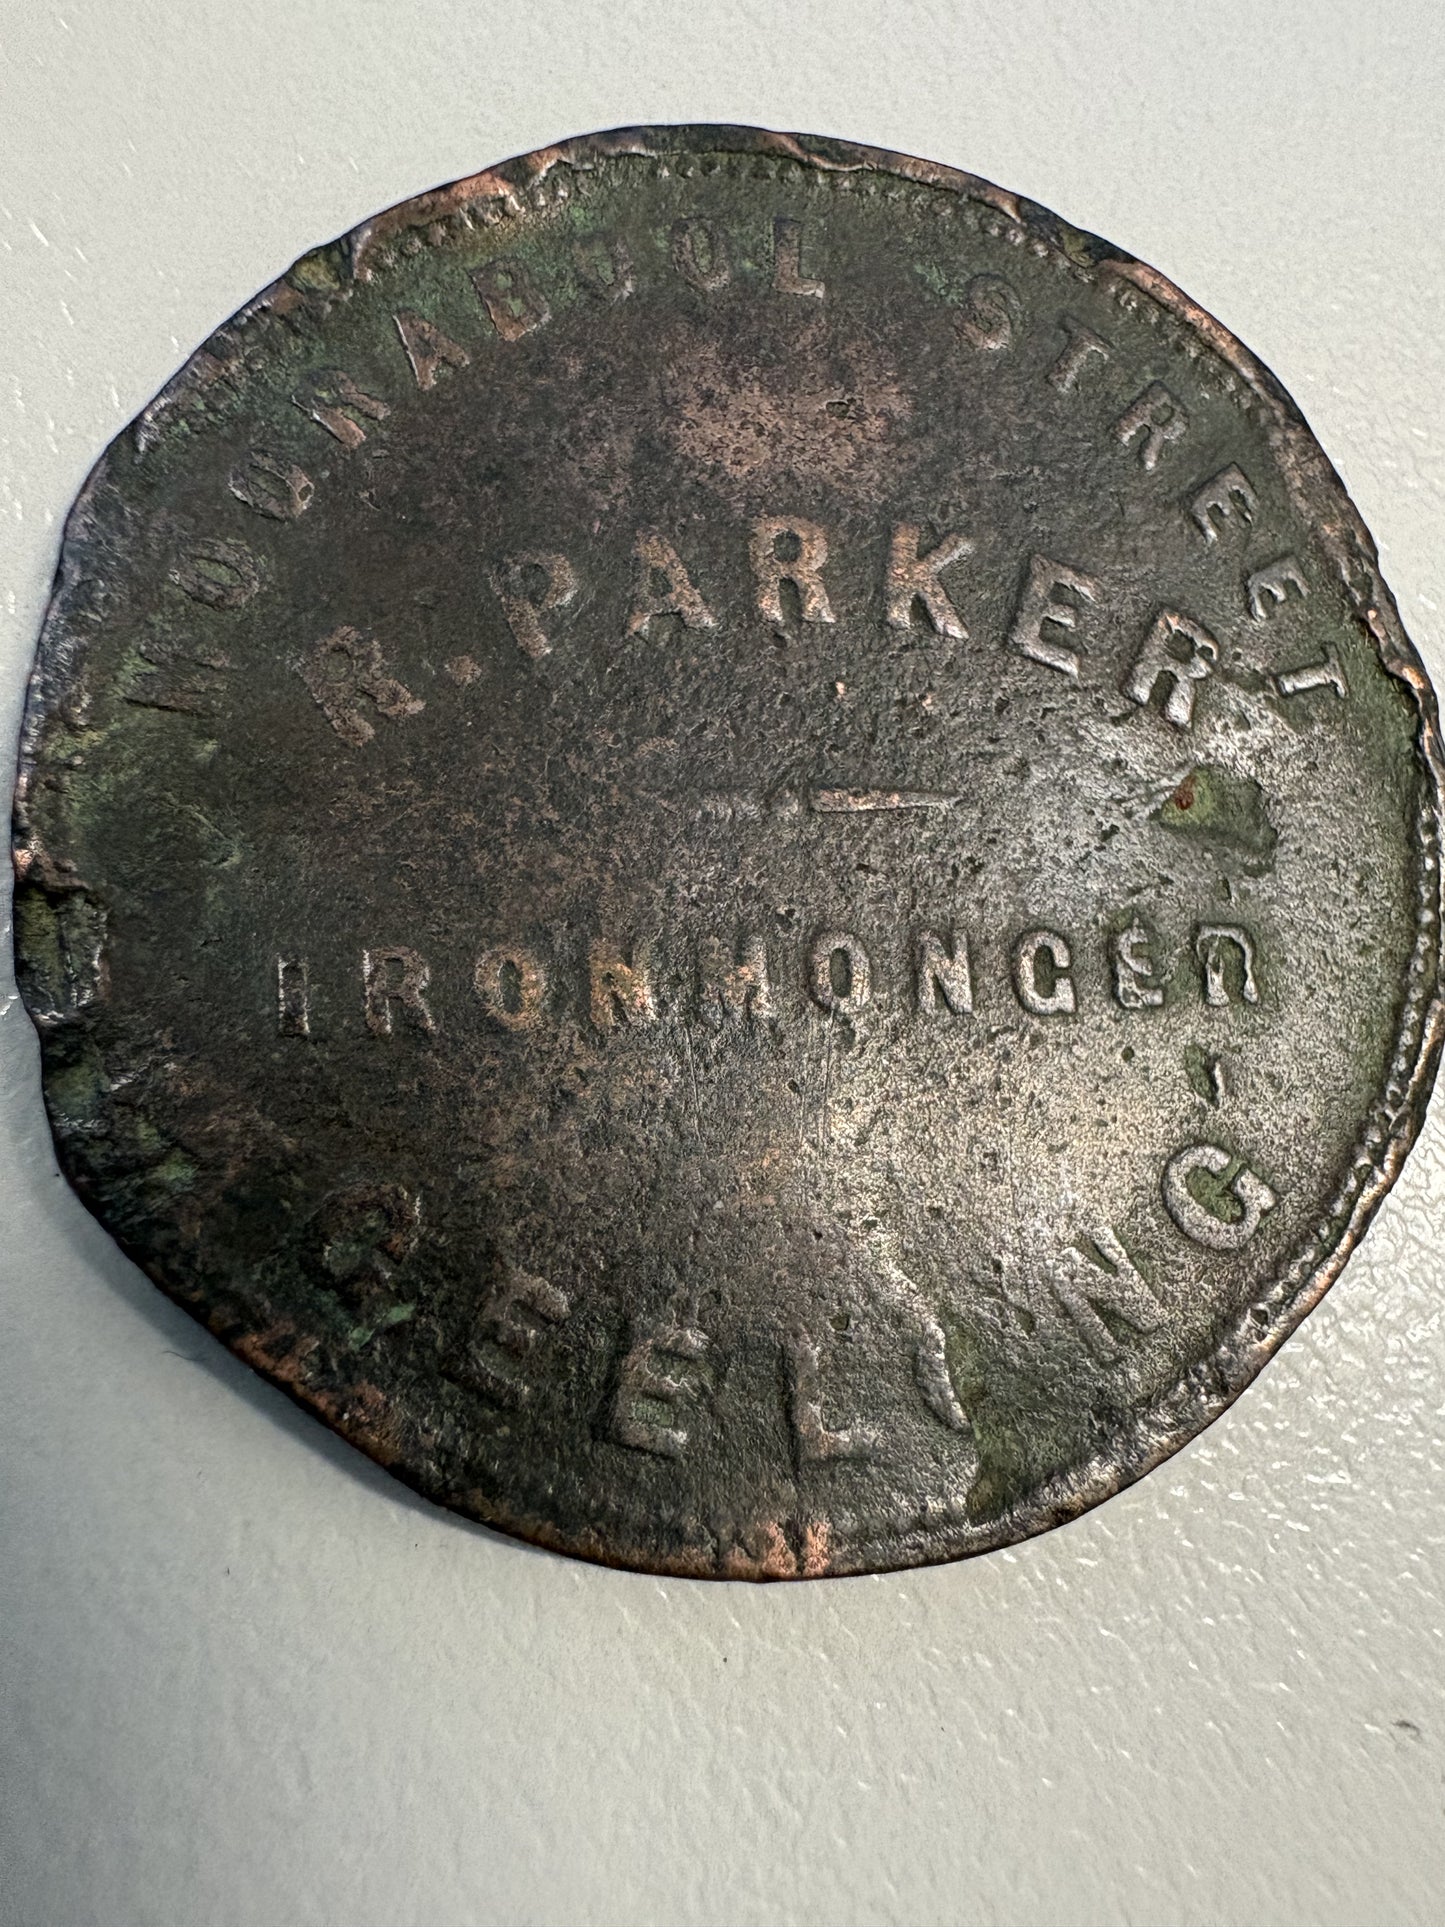 MOORABOOL STREET
R. PARKER
IRONMONGER
GEELONG